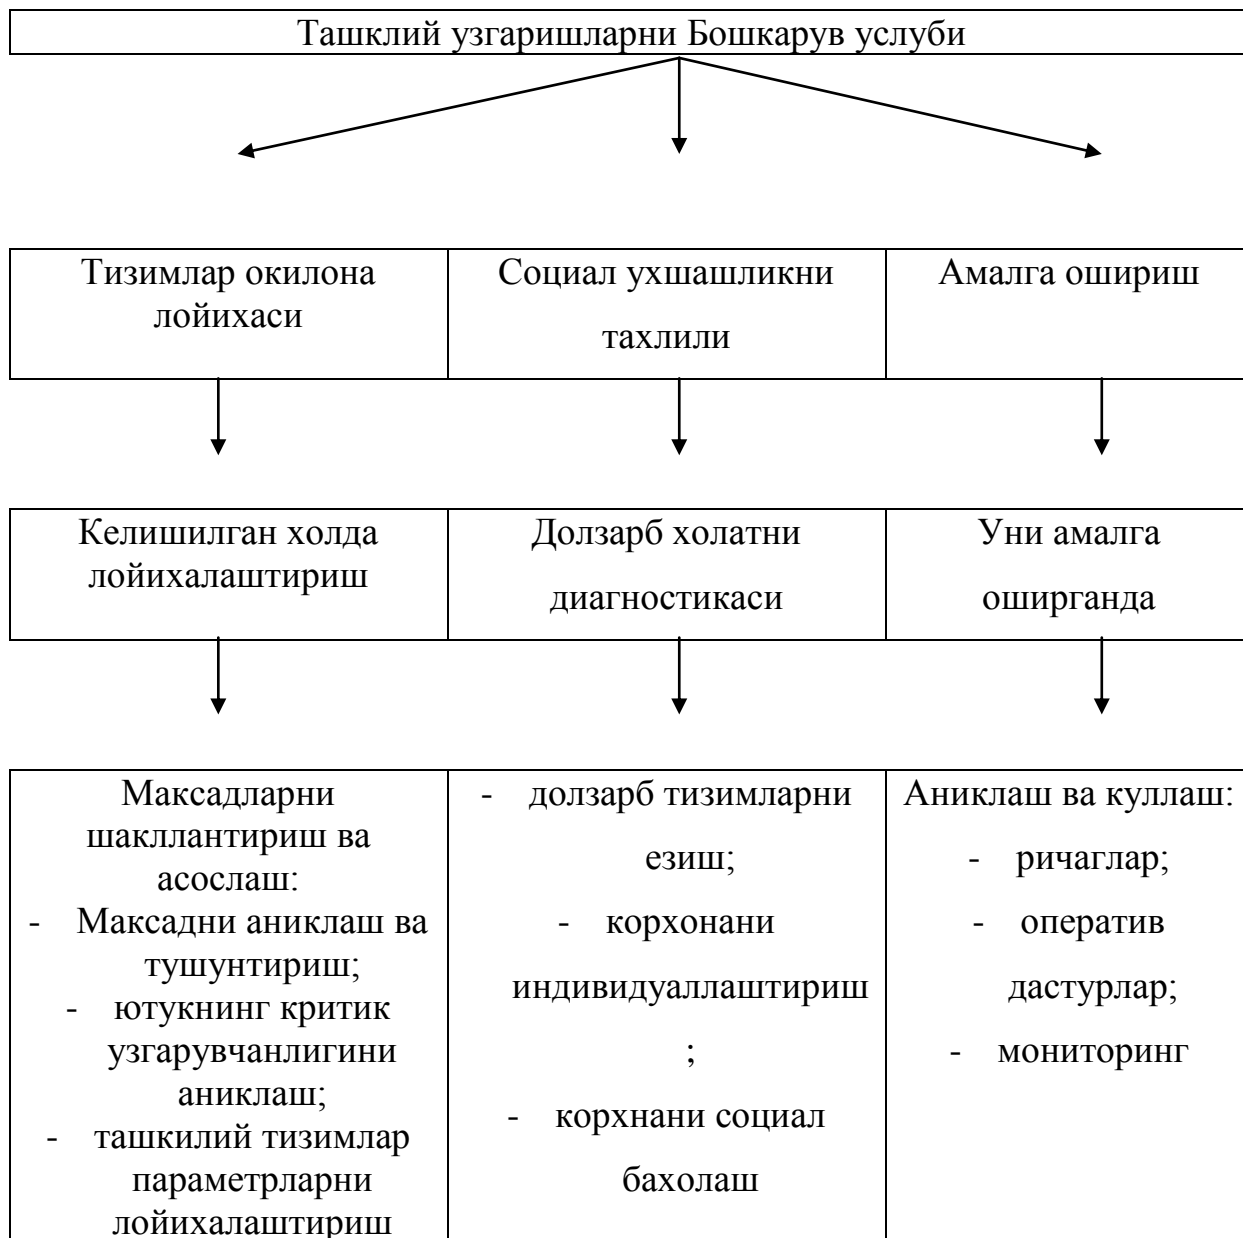 Ташклий узгаришларни Бошкарув услуби
Тизимлар окилона
лойихаси
Социал ухшашликни
тахлили
Амалга ошириш
Келишилган холда
лойихалаштириш
Долзарб холатни
диагностикаси
Уни амалга
оширганда
Максадларни
шакллантириш ва
асослаш:
- Максадни аниклаш ва
тушунтириш;
- ютукнинг критик
узгарувчанлигини
аниклаш;
- ташкилий тизимлар
параметрларни
лойихалаштириш
- долзарб тизимларни
езиш;
- корхонани
индивидуаллаштириш
;
- корхнани социал
бахолаш
Аниклаш ва куллаш:
- ричаглар;
- оператив
дастурлар;
- мониторинг